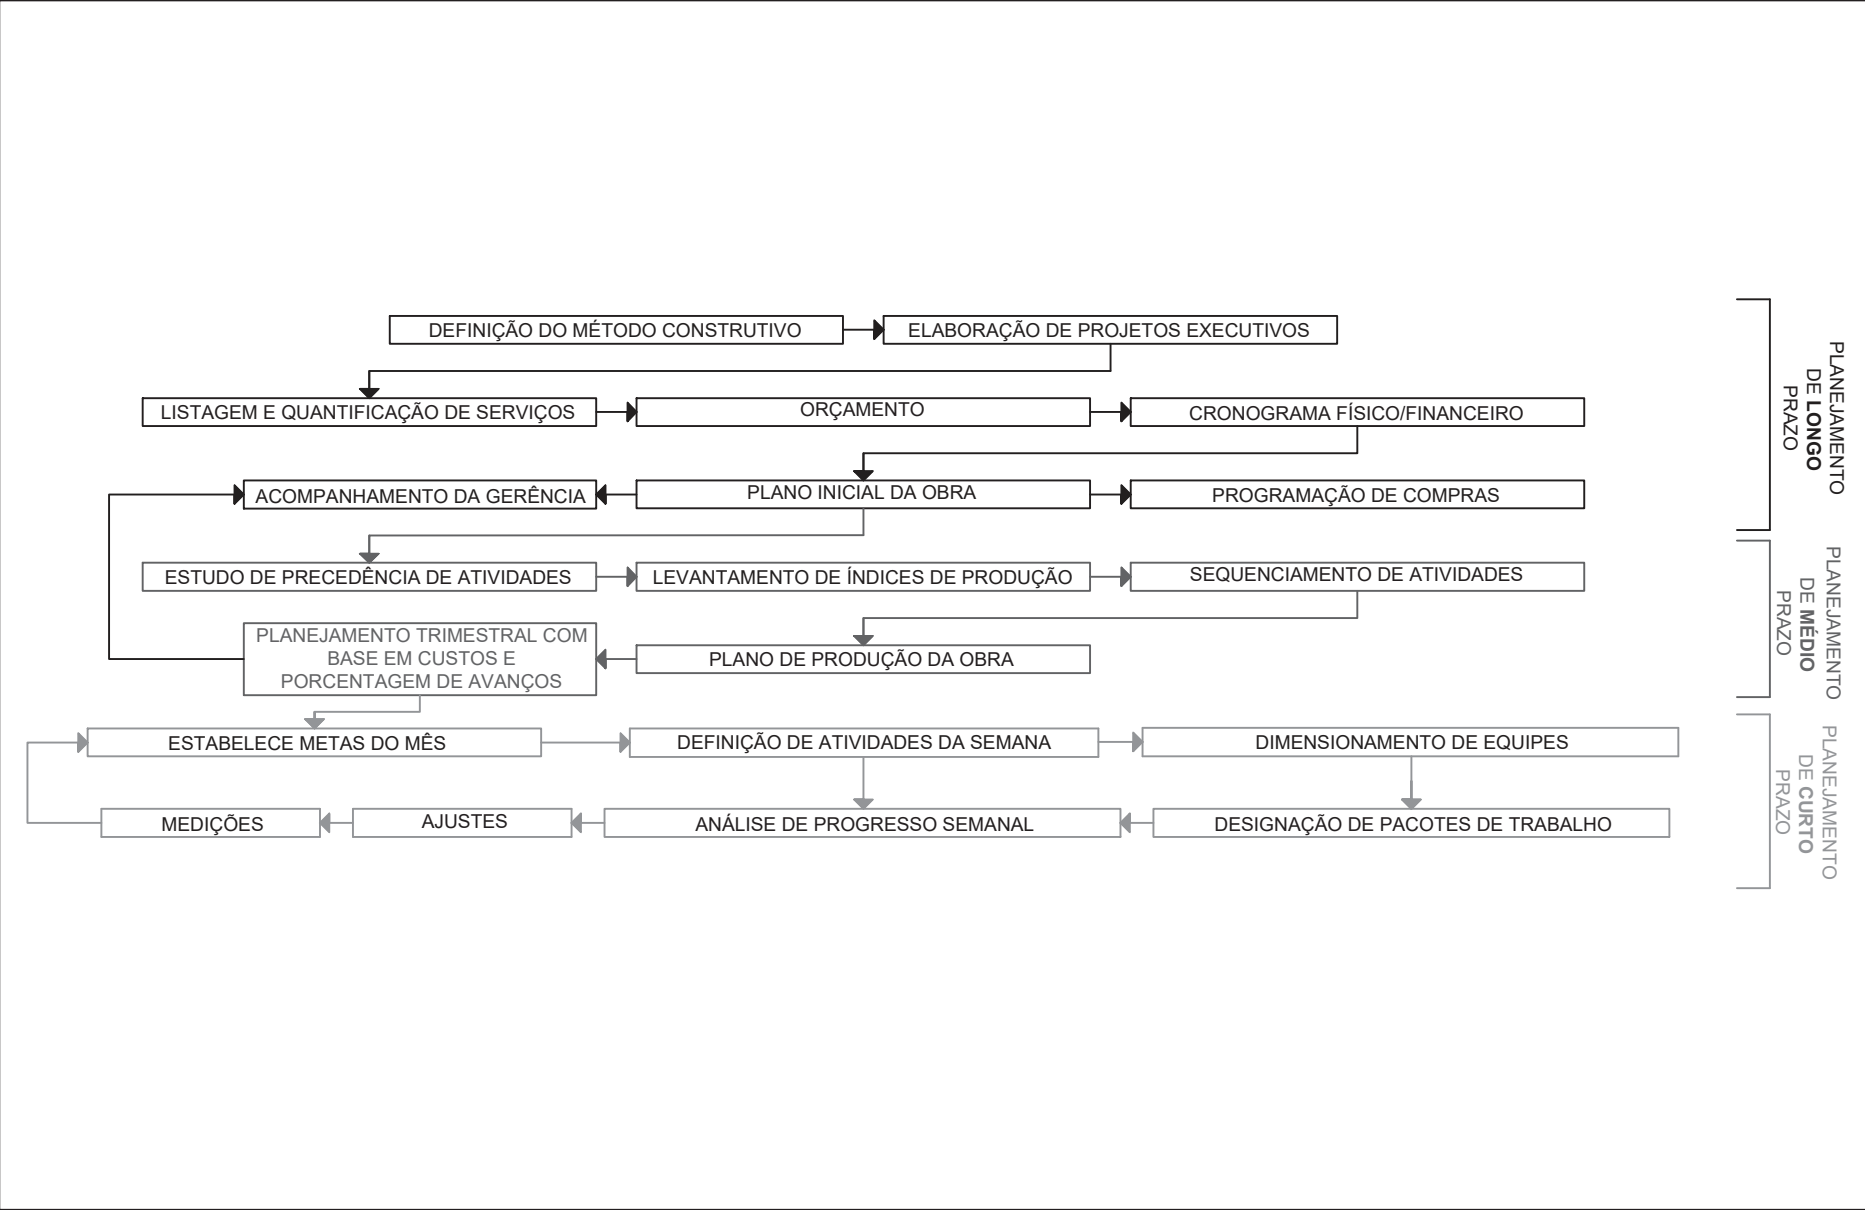 DEFINIÇÃO DO MÉTODO CONSTRUTIVO
ELABORAÇÃO DE PROJETOS EXECUTIVOS
LISTAGEM E QUANTIFICAÇÃO DE SERVIÇOS
ORÇAMENTO
CRONOGRAMA FÍSICO/FINANCEIRO
ACOMPANHAMENTO DA GERÊNCIA
PLANO INICIAL DA OBRA
PROGRAMAÇÃO DE COMPRAS
PLANEJAMENTO
DE LONGO
PRAZO
ESTUDO DE PRECEDÊNCIA DE ATIVIDADES
LEVANTAMENTO DE ÍNDICES DE PRODUÇÃO
SEQUENCIAMENTO DE ATIVIDADES
PLANEJAMENTO TRIMESTRAL COM
BASE EM CUSTOS E
PORCENTAGEM DE AVANÇOS
PLANO DE PRODUÇÃO DA OBRA
PLANEJAMENTO
DE MÉDIO
PRAZO
ESTABELECE METAS DO MÊS
DEFINIÇÃO DE ATIVIDADES DA SEMANA
DIMENSIONAMENTO DE EQUIPES
MEDIÇÕES
AJUSTES
ANÁLISE DE PROGRESSO SEMANAL
DESIGNAÇÃO DE PACOTES DE TRABALHO
PLANEJAMENTO
DE CURTO
PRAZO